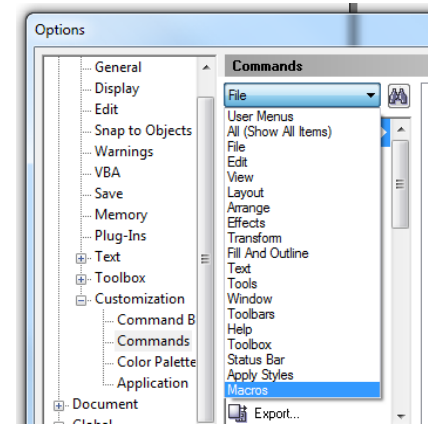 Options
General
Display
Edit
Snap to Objects
Warnings
VBA
Save
Memory
Plug-Ins
Text
Toolbox
Customization
Command B
Commands
Color Palette
Application
Document
Global
Commands
File
User Menus
All (Show All Items)
File
Edit
View
Layout
Arrange
Effects
Transform
Fill And Outline
Text
Tools
Window
Toolbars
Help
Toolbox
Status Bar
Apply Styles
Macros
Export...